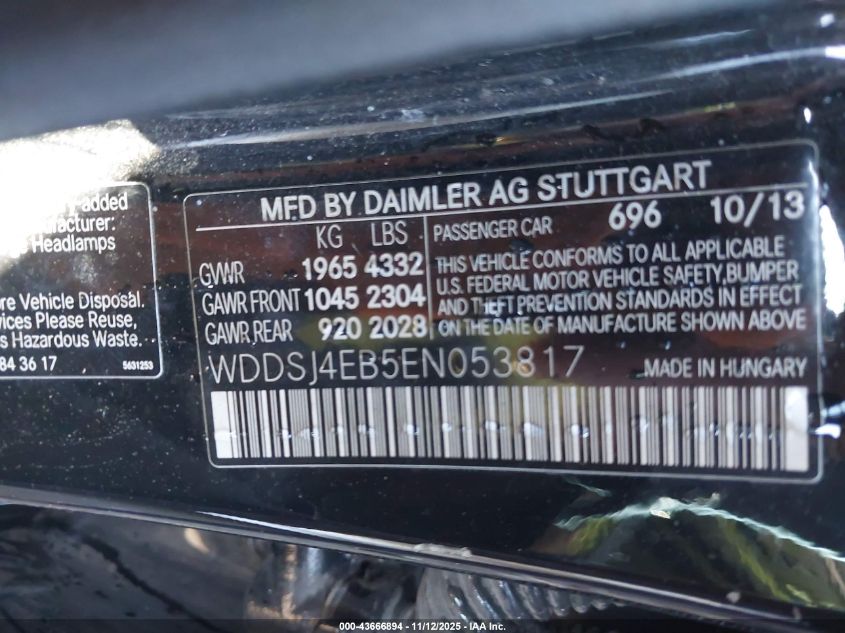 added
ufacturer:
Headlamps
re Vehicle Disposal.
vices Please Reuse,
s Hazardous Waste.
84 36 17 5631253
MFD BY DAIMLER AG STUTTGART
KG LBS
GVWR 1965 4332
GAWR FRONT 1045 2304
GAWR REAR 920 2028
PASSENGER CAR 696 10/13
THIS VEHICLE CONFORMS TO ALL APPLICABLE
U.S. FEDERAL MOTOR VEHICLE SAFETY,BUMPER
AND THEFT PREVENTION STANDARDS IN EFFECT
ON THE DATE OF MANUFACTURE SHOWN ABOVE
WDDSJ4EB5EN053817 MADE IN HUNGARY
000-43666894 - 11/12/2025 - IAA, Inc.